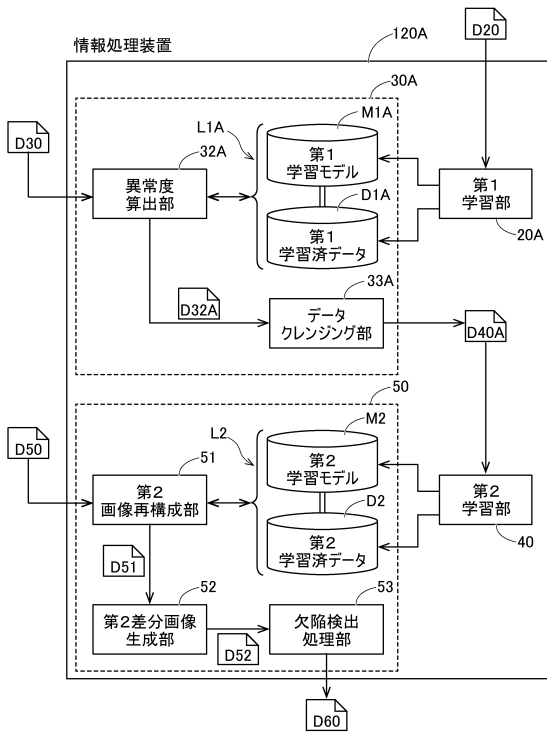 D20
情報処理装置
120A
30A
M1A
L1A
D30
32A
第1
学習モデル
異常度
算出部
D1A
第1
学習部
第1
学習済データ
20A
33A
D32A
データ
クレンジング部
D40A
50
M2
L2
D50
51
第2
学習モデル
第2
画像再構成部
D2
第2
学習部
第2
学習済データ
40
D51
52
53
第2差分画像
生成部
D52
欠陥検出
処理部
D60